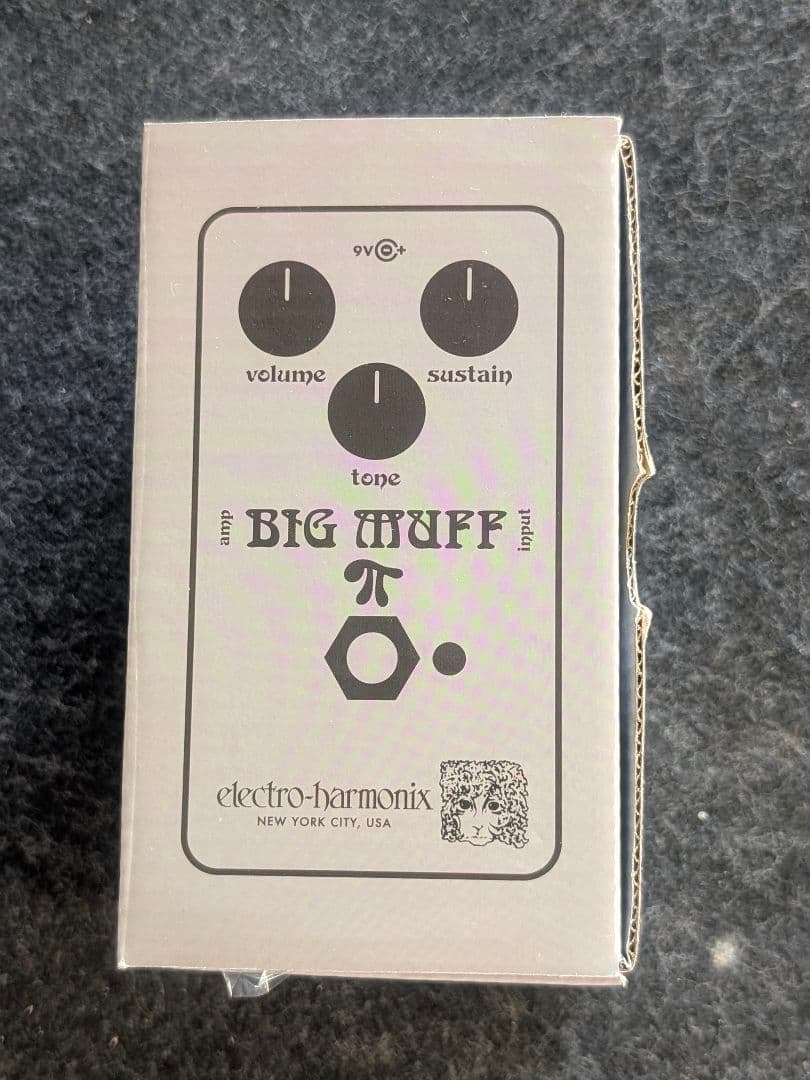 9V⊖+
volume
sustain
tone
amp
BIG MUFF
input
π
electro-harmonix
NEW YORK CITY, USA